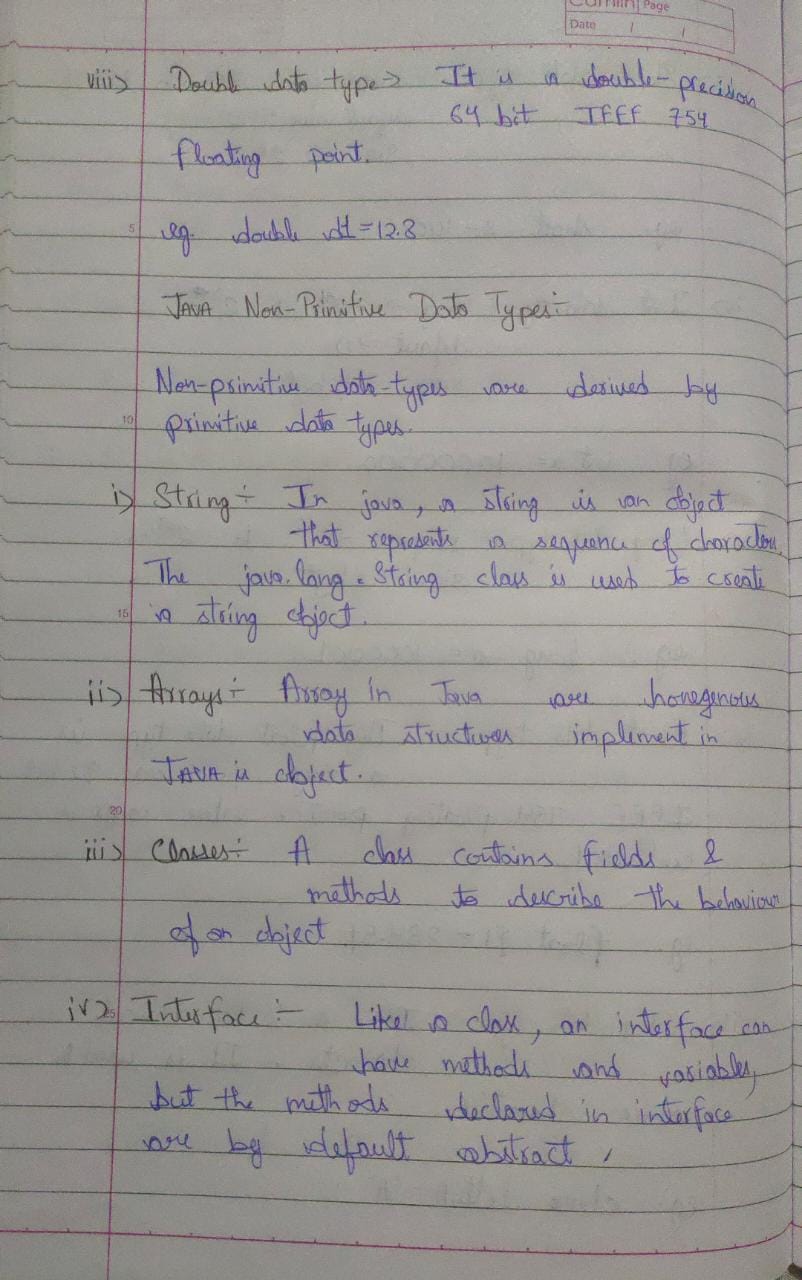 Page
Date / /
viii> Double data type => It is a double-precision
64 bit IEEE 754
floating point.
5
eg. double d1 = 12.3
JAVA Non-Primitive Data Types:-
Non-primitive data-types are derived by
10
primitive data types.
i> String :- In java, a string is an object
that represents a sequence of characters.
The java.lang.String class is used to create
15
a string object.
ii> Arrays :- Array in Java are homogenous
data structures implement in
JAVA is object.
20
iii> Classes :- A class contains fields &
methods to describe the behaviour
of an object
iv> Interface :- Like a class, an interface can
have methods and variables,
but the methods declared in interface
are by default abstract,